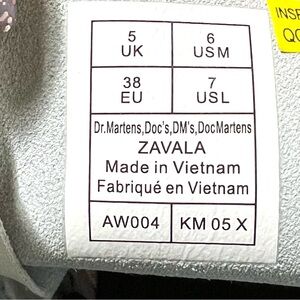 5 6
UK USM
38 7
EU USL
Dr.Martens,Doc's,DM's,DocMartens
ZAVALA
Made in Vietnam
Fabriqué en Vietnam
AW004 KM 05 X